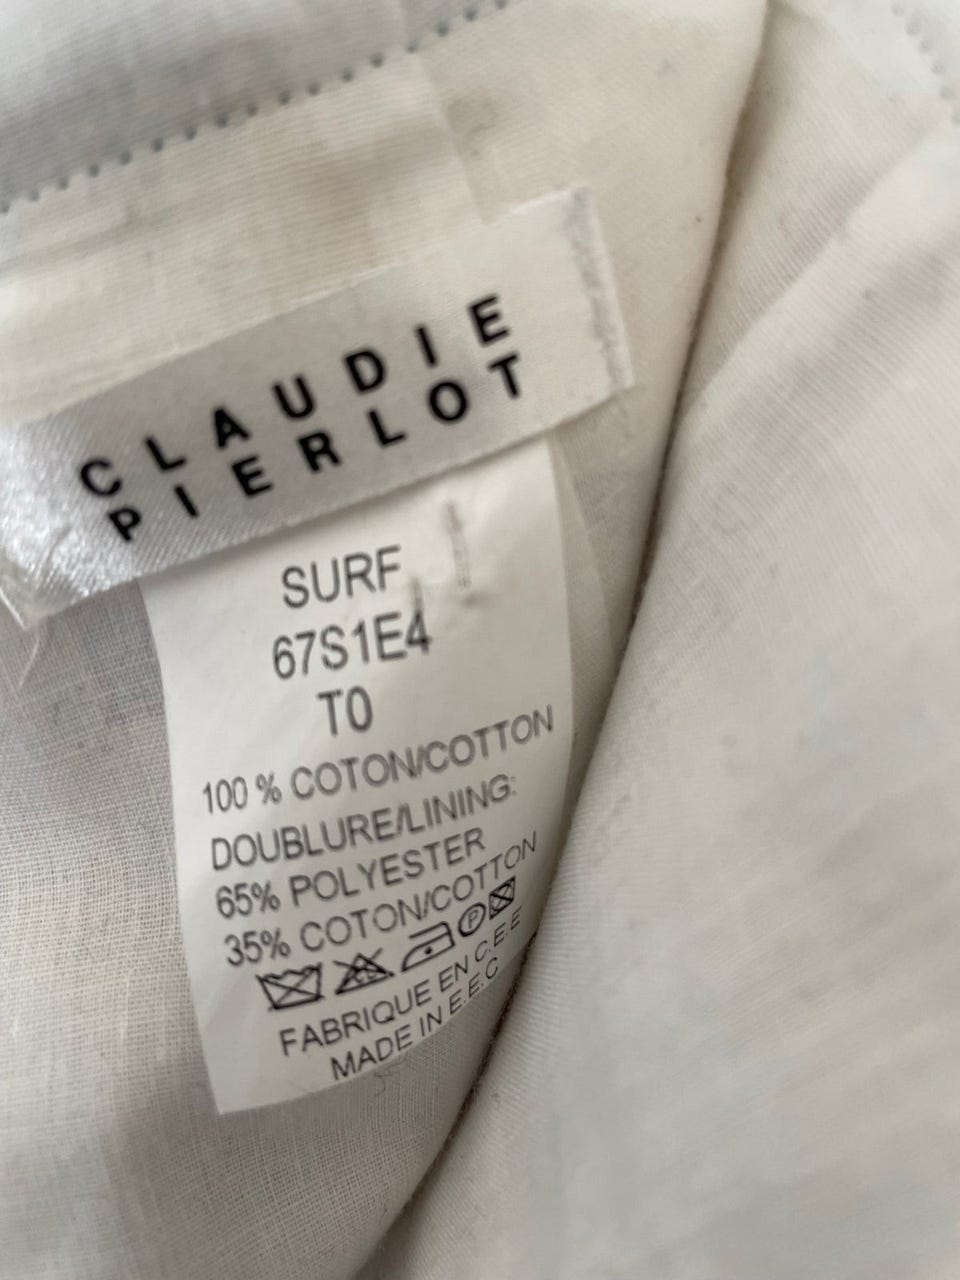 CLAUDIE
PIERLOT
SURF
67S1E4
T0
100 % COTON/COTTON
DOUBLURE/LINING:
65% POLYESTER
35% COTON/COTTON
P
FABRIQUE EN C.E.E
MADE IN E.E.C